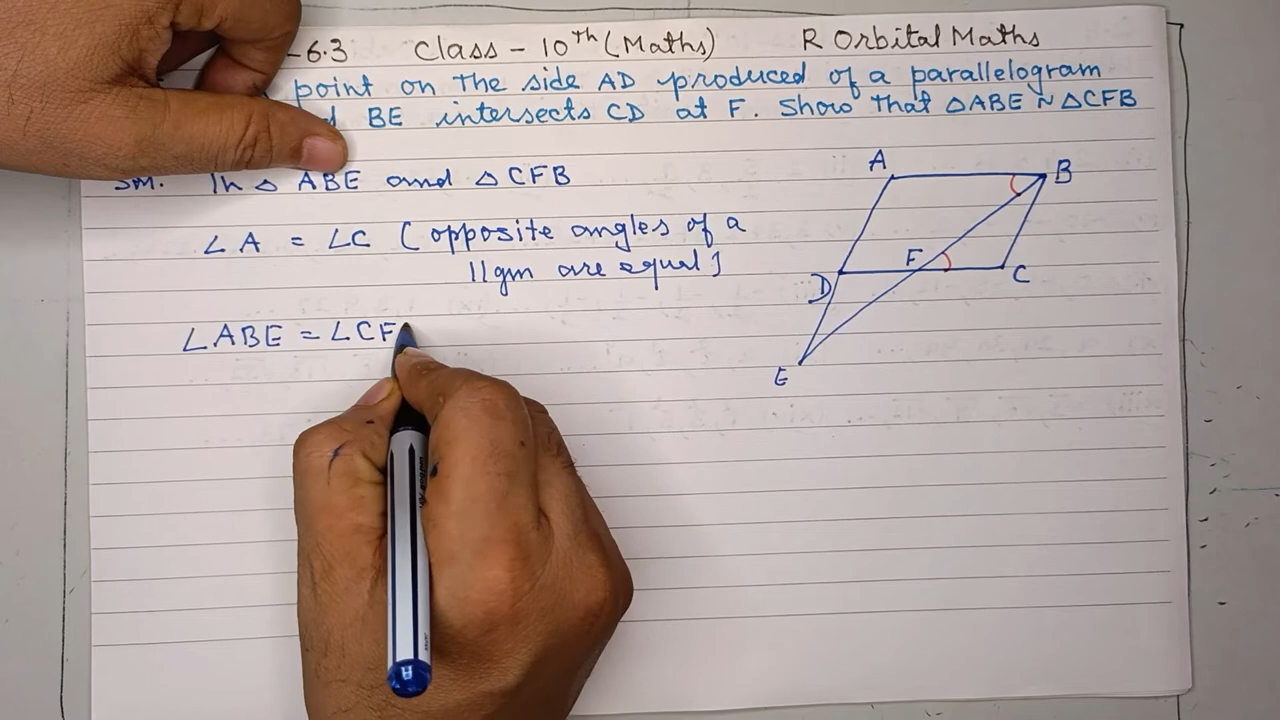 -6.3 Class - 10th (Maths) R Orbital Maths
point on the side AD produced of a parallelogram
BE intersects CD at F. Show that △ABE ~ △CFB
In △ ABE and △ CFB
∠A = ∠C (opposite angles of a
||gm are equal)
∠ABE = ∠CF
A
B
F
C
D
E